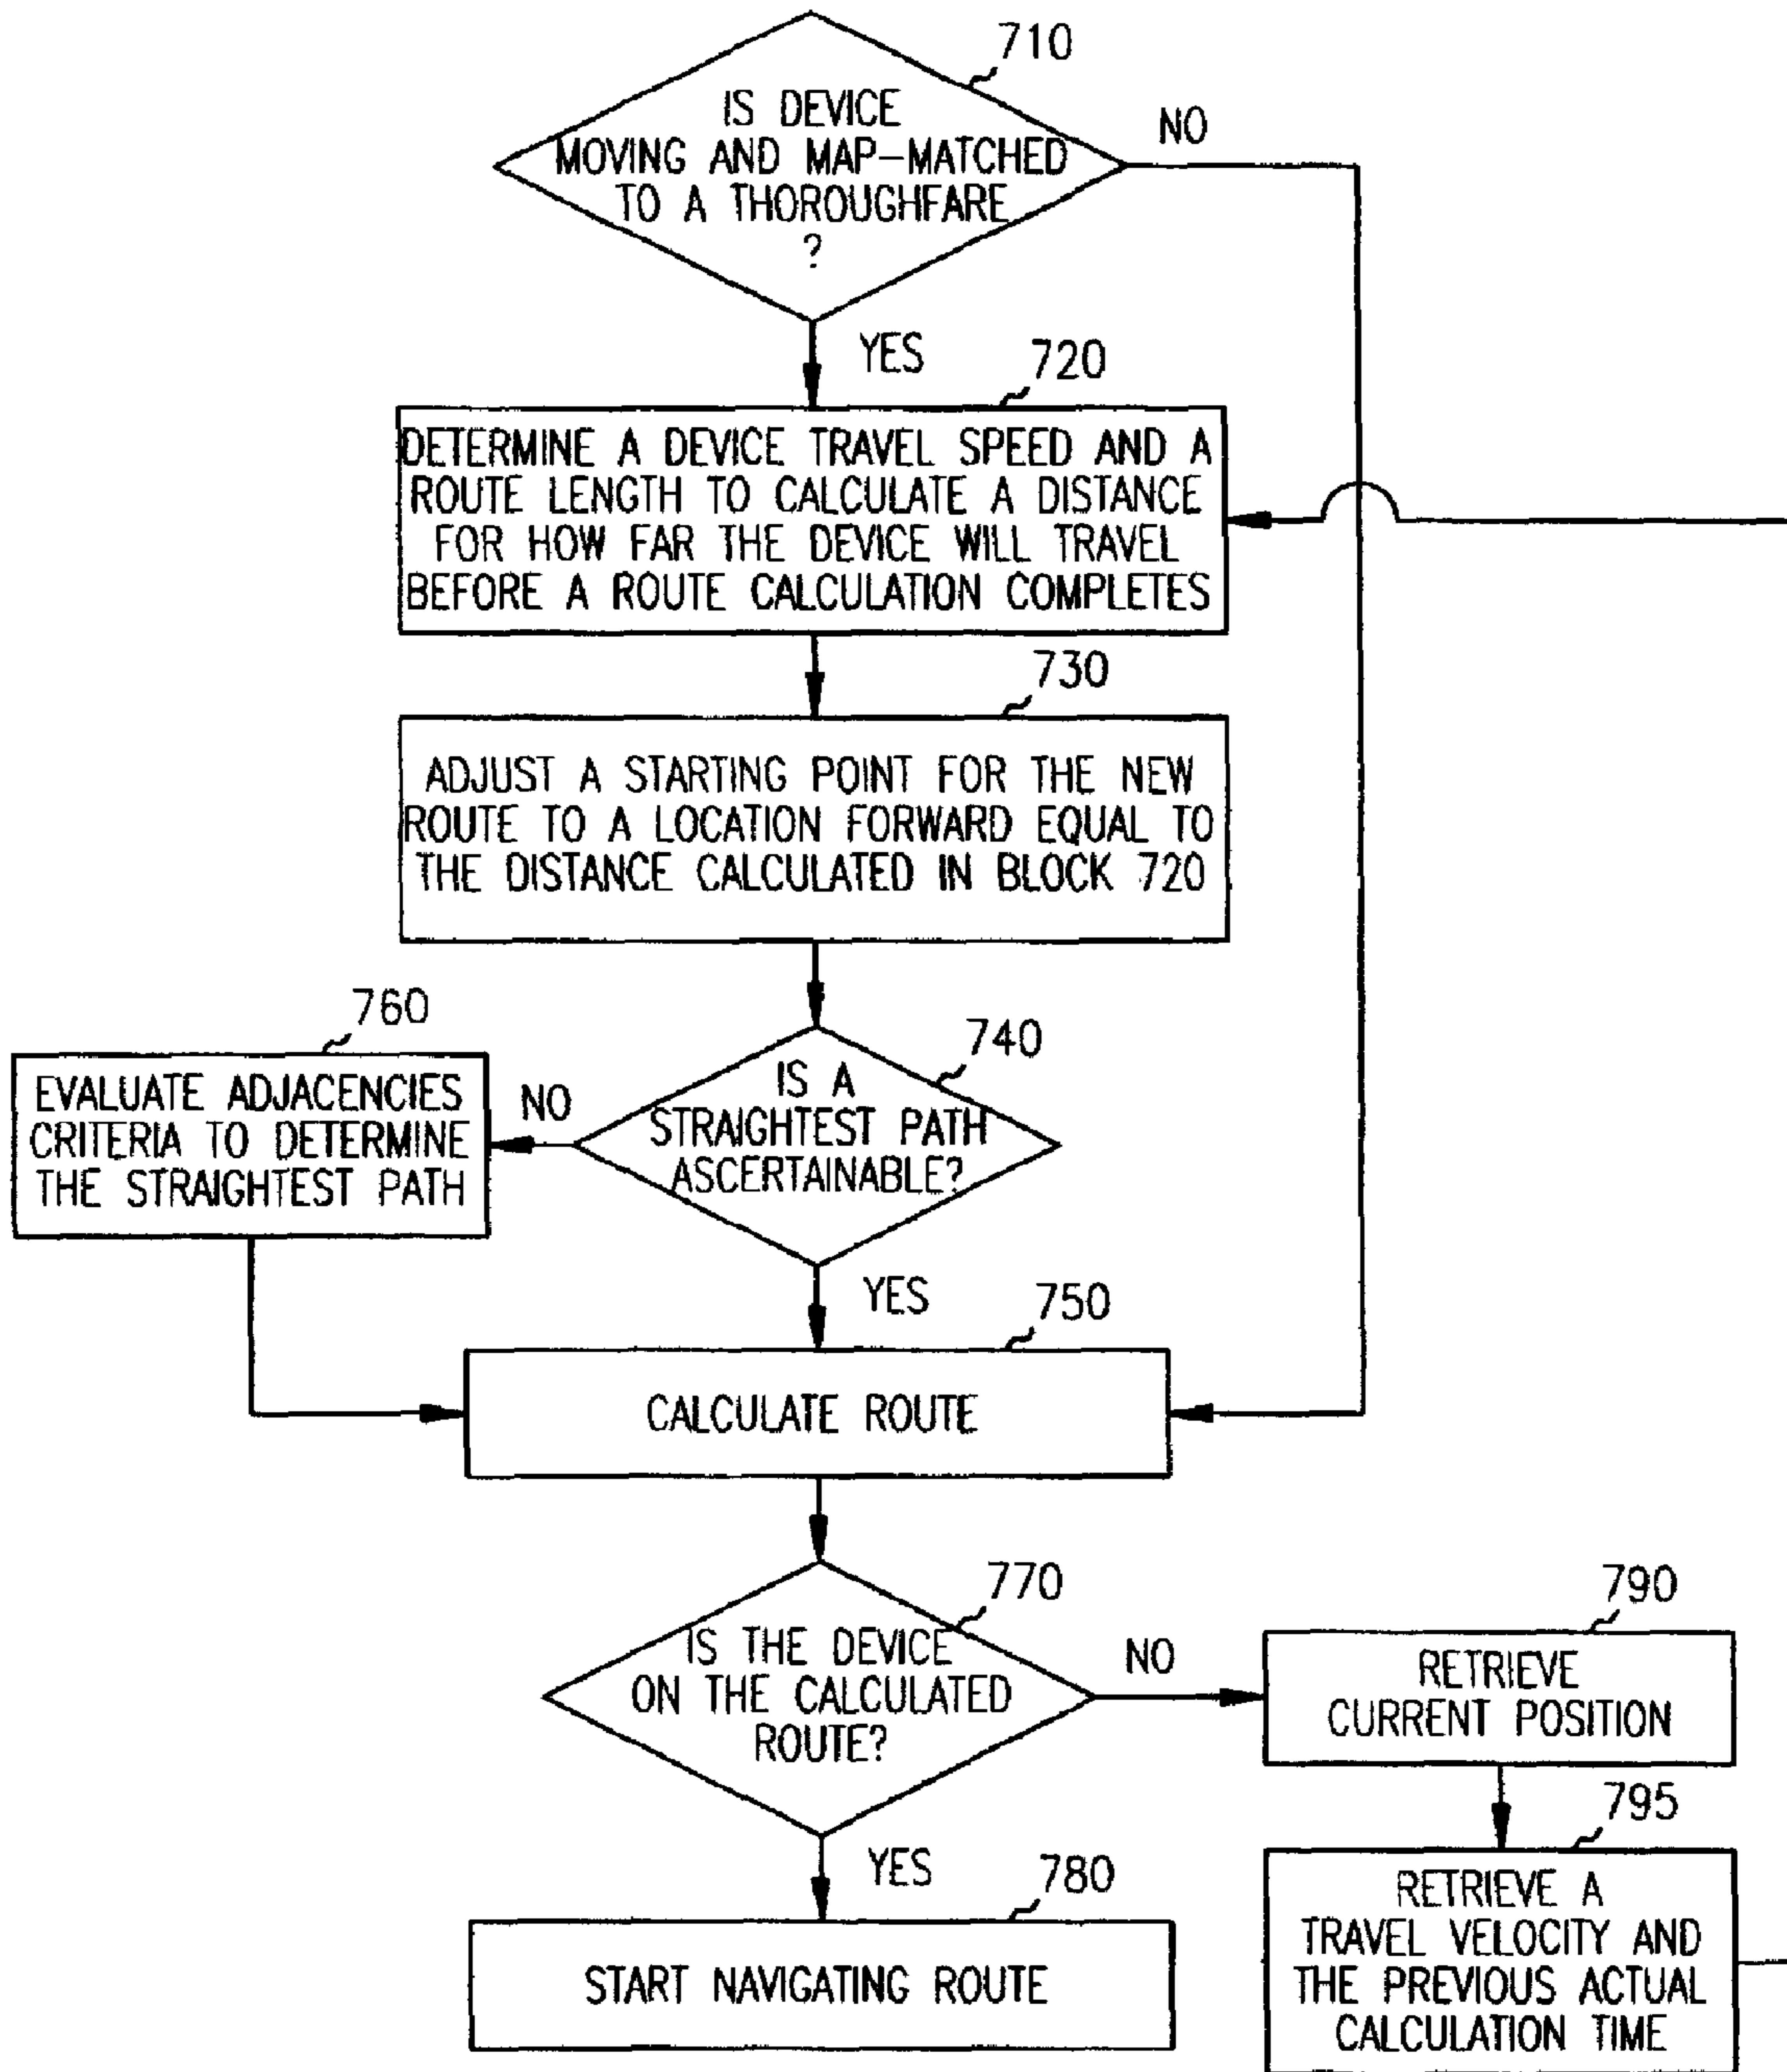 710
IS DEVICE
MOVING AND MAP-MATCHED
TO A THOROUGHFARE
?
NO
YES
720
DETERMINE A DEVICE TRAVEL SPEED AND A
ROUTE LENGTH TO CALCULATE A DISTANCE
FOR HOW FAR THE DEVICE WILL TRAVEL
BEFORE A ROUTE CALCULATION COMPLETES
730
ADJUST A STARTING POINT FOR THE NEW
ROUTE TO A LOCATION FORWARD EQUAL TO
THE DISTANCE CALCULATED IN BLOCK 720
740
IS A
STRAIGHTEST PATH
ASCERTAINABLE?
NO
760
EVALUATE ADJACENCIES
CRITERIA TO DETERMINE
THE STRAIGHTEST PATH
YES
750
CALCULATE ROUTE
770
IS THE DEVICE
ON THE CALCULATED
ROUTE?
NO
790
RETRIEVE
CURRENT POSITION
795
RETRIEVE A
TRAVEL VELOCITY AND
THE PREVIOUS ACTUAL
CALCULATION TIME
YES
780
START NAVIGATING ROUTE